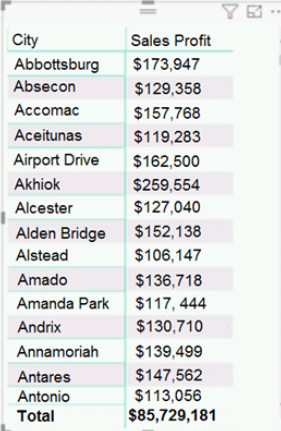 City Sales Profit
Abbottsburg $173,947
Absecon $129,358
Accomac $157,768
Aceitunas $119,283
Airport Drive $162,500
Akhiok $259,554
Alcester $127,040
Alden Bridge $152,138
Alstead $106,147
Amado $136,718
Amanda Park $117, 444
Andrix $130,710
Annamoriah $139,499
Antares $147,562
Antonio $113,056
Total $85,729,181